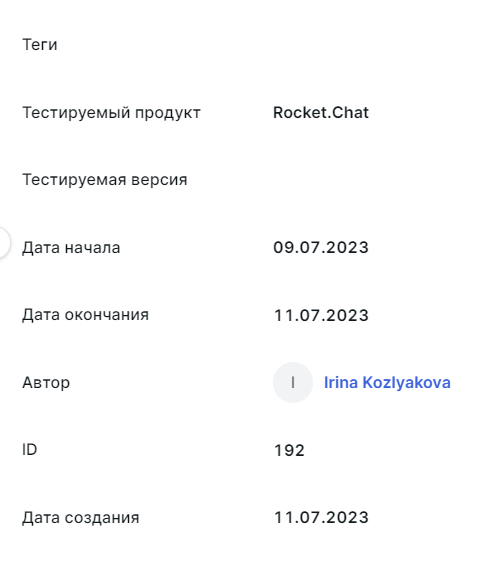 Теги
Тестируемый продукт Rocket.Chat
Тестируемая версия
Дата начала 09.07.2023
Дата окончания 11.07.2023
Автор I Irina Kozlyakova
ID 192
Дата создания 11.07.2023